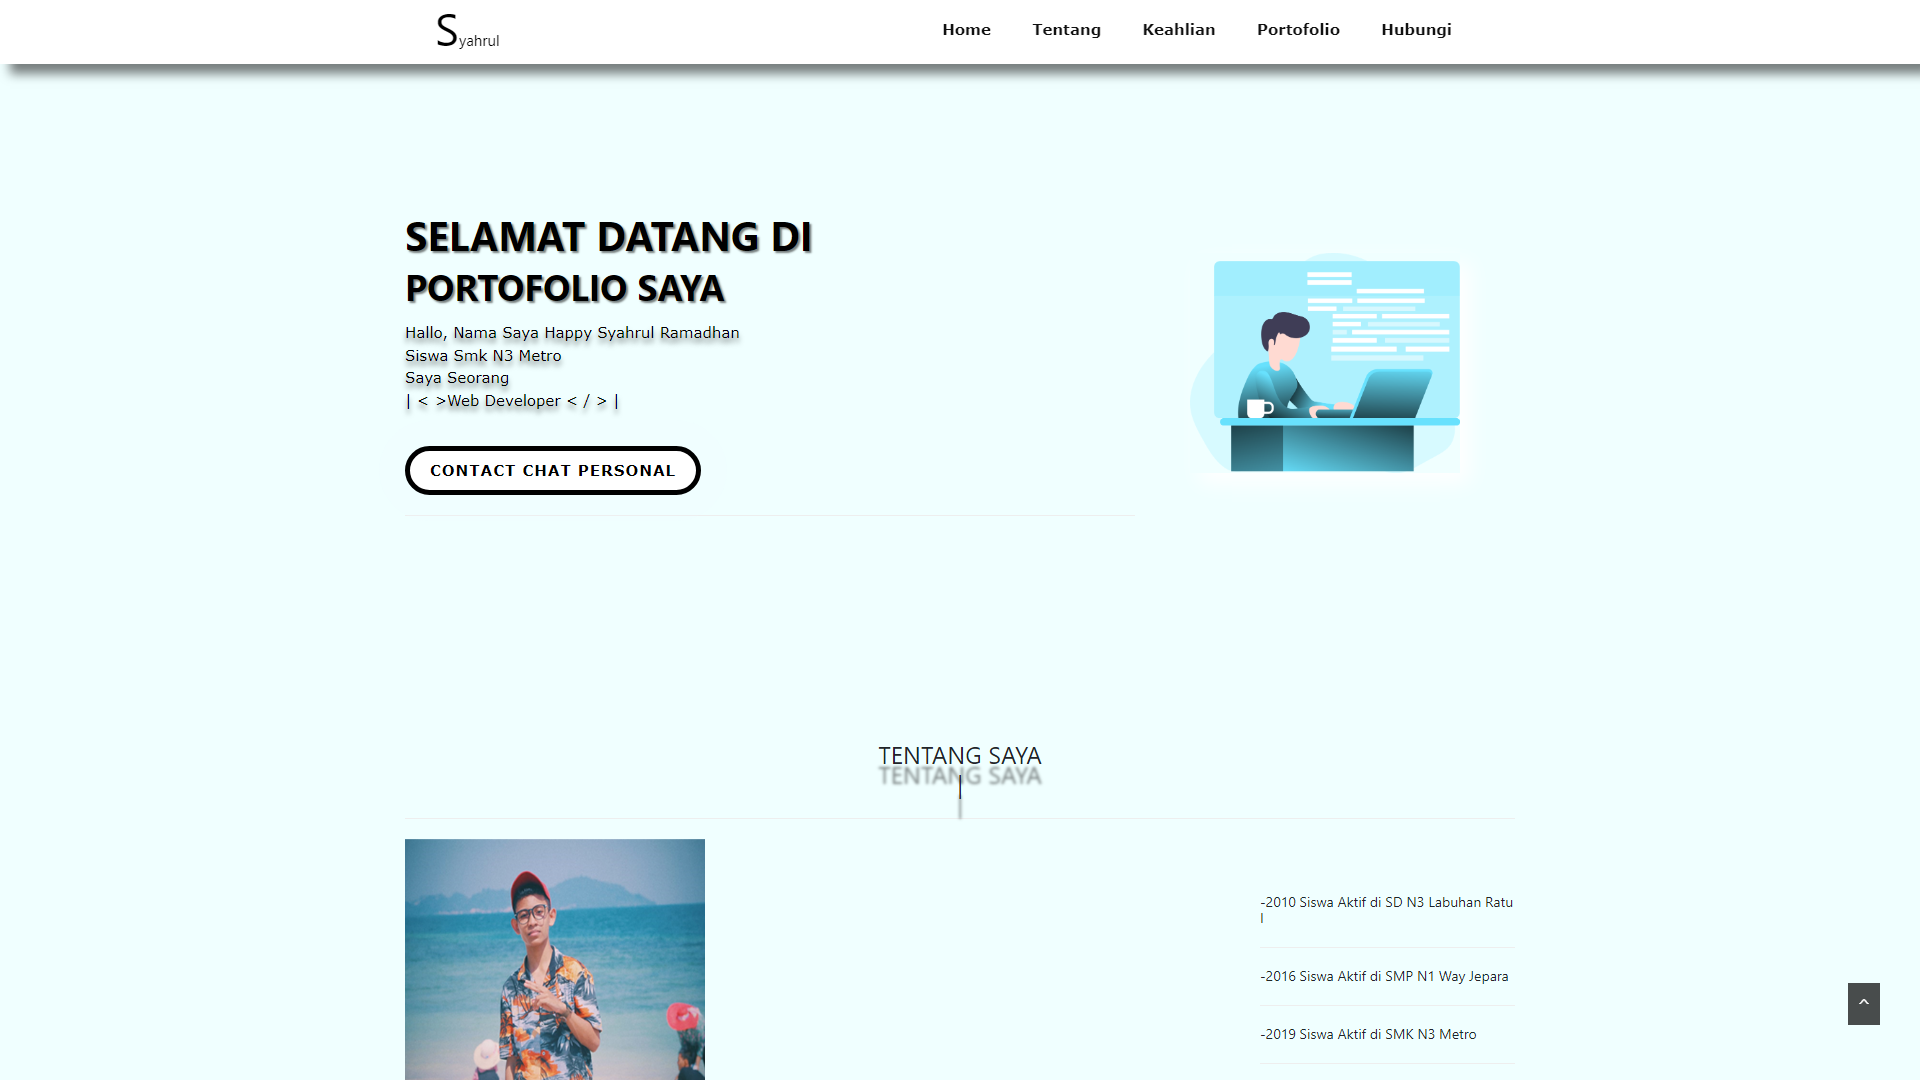 Syahrul
Home Tentang Keahlian Portofolio Hubungi
SELAMAT DATANG DI
PORTOFOLIO SAYA
Hallo, Nama Saya Happy Syahrul Ramadhan
Siswa Smk N3 Metro
Saya Seorang
| < >Web Developer < / > |
CONTACT CHAT PERSONAL
TENTANG SAYA
|
-2010 Siswa Aktif di SD N3 Labuhan Ratu
|
-2016 Siswa Aktif di SMP N1 Way Jepara
-2019 Siswa Aktif di SMK N3 Metro